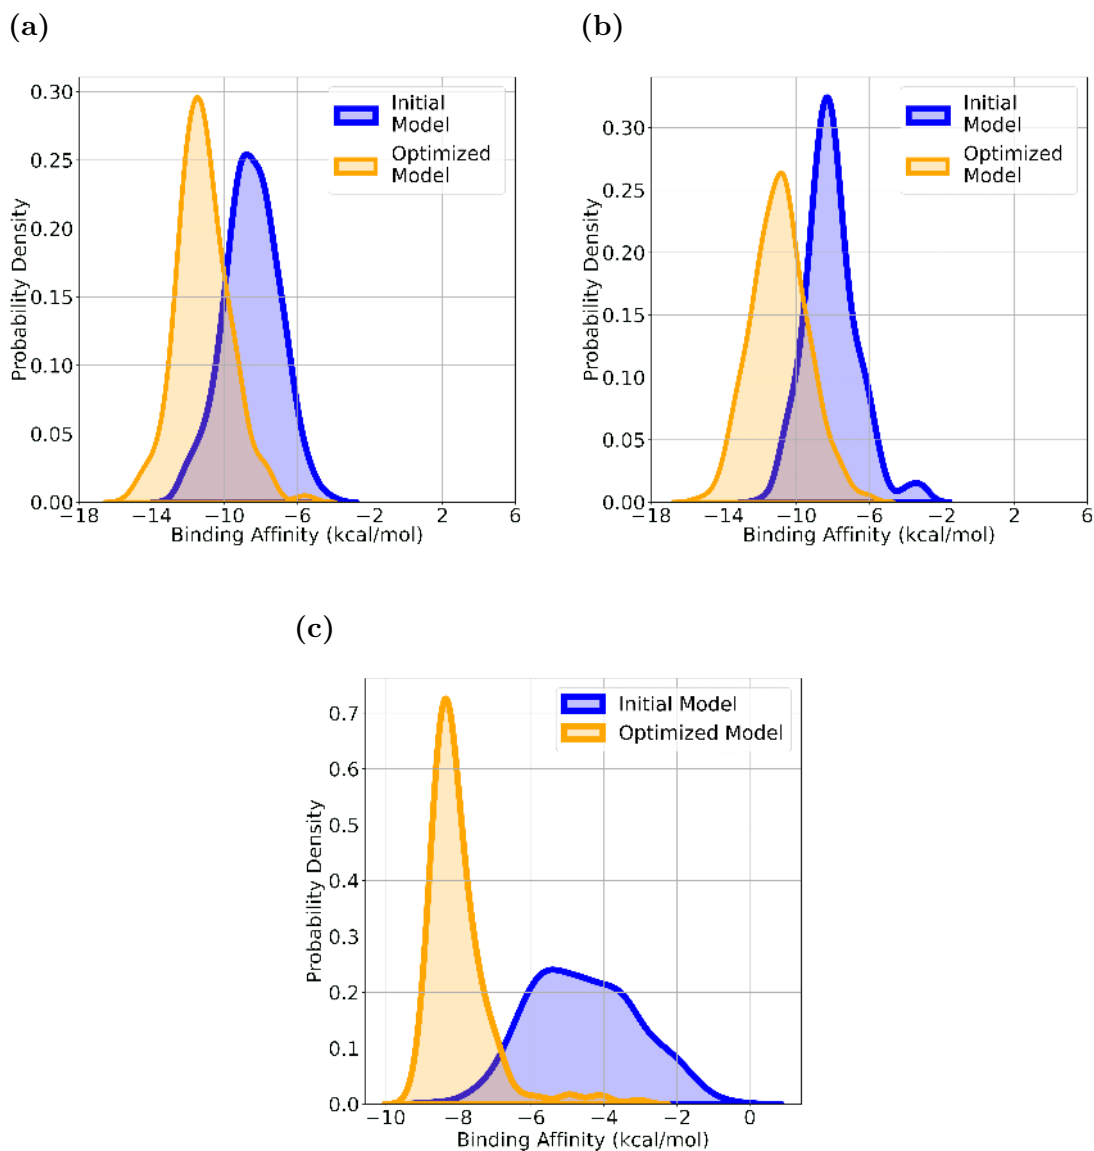 (a)
0.30
0.25
0.20
0.15
0.10
0.05
0.00
Probability Density
Initial
Model
Optimized
Model
−18 −14 −10 −6 −2 2 6
Binding Affinity (kcal/mol)
(b)
0.30
0.25
0.20
0.15
0.10
0.05
0.00
Probability Density
Initial
Model
Optimized
Model
−18 −14 −10 −6 −2 2 6
Binding Affinity (kcal/mol)
(c)
0.7
0.6
0.5
0.4
0.3
0.2
0.1
0.0
Probability Density
Initial Model
Optimized Model
−10 −8 −6 −4 −2 0
Binding Affinity (kcal/mol)